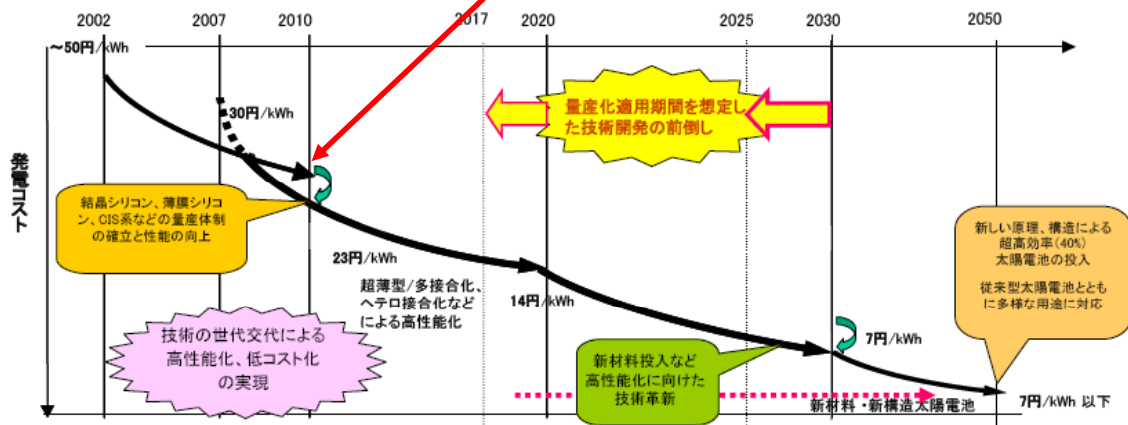 2002
2007
2010
2017
2020
2025
2030
2050
～50円/kWh
30円/kWh
量産化適用期間を想定し
た技術開発の前倒し
発電コスト
結晶シリコン、薄膜シリコ
ン、CIS系などの量産体制
の確立と性能の向上
新しい原理、構造による
超高効率(40%)
太陽電池の投入
従来型太陽電池ととも
に多様な用途に対応
23円/kWh
超薄型/多接合化、
ヘテロ接合化など
による高性能化
14円/kWh
7円/kWh
技術の世代交代による
高性能化、低コスト化
の実現
新材料投入など
高性能化に向けた
技術革新
新材料・新構造太陽電池
7円/kWh 以下